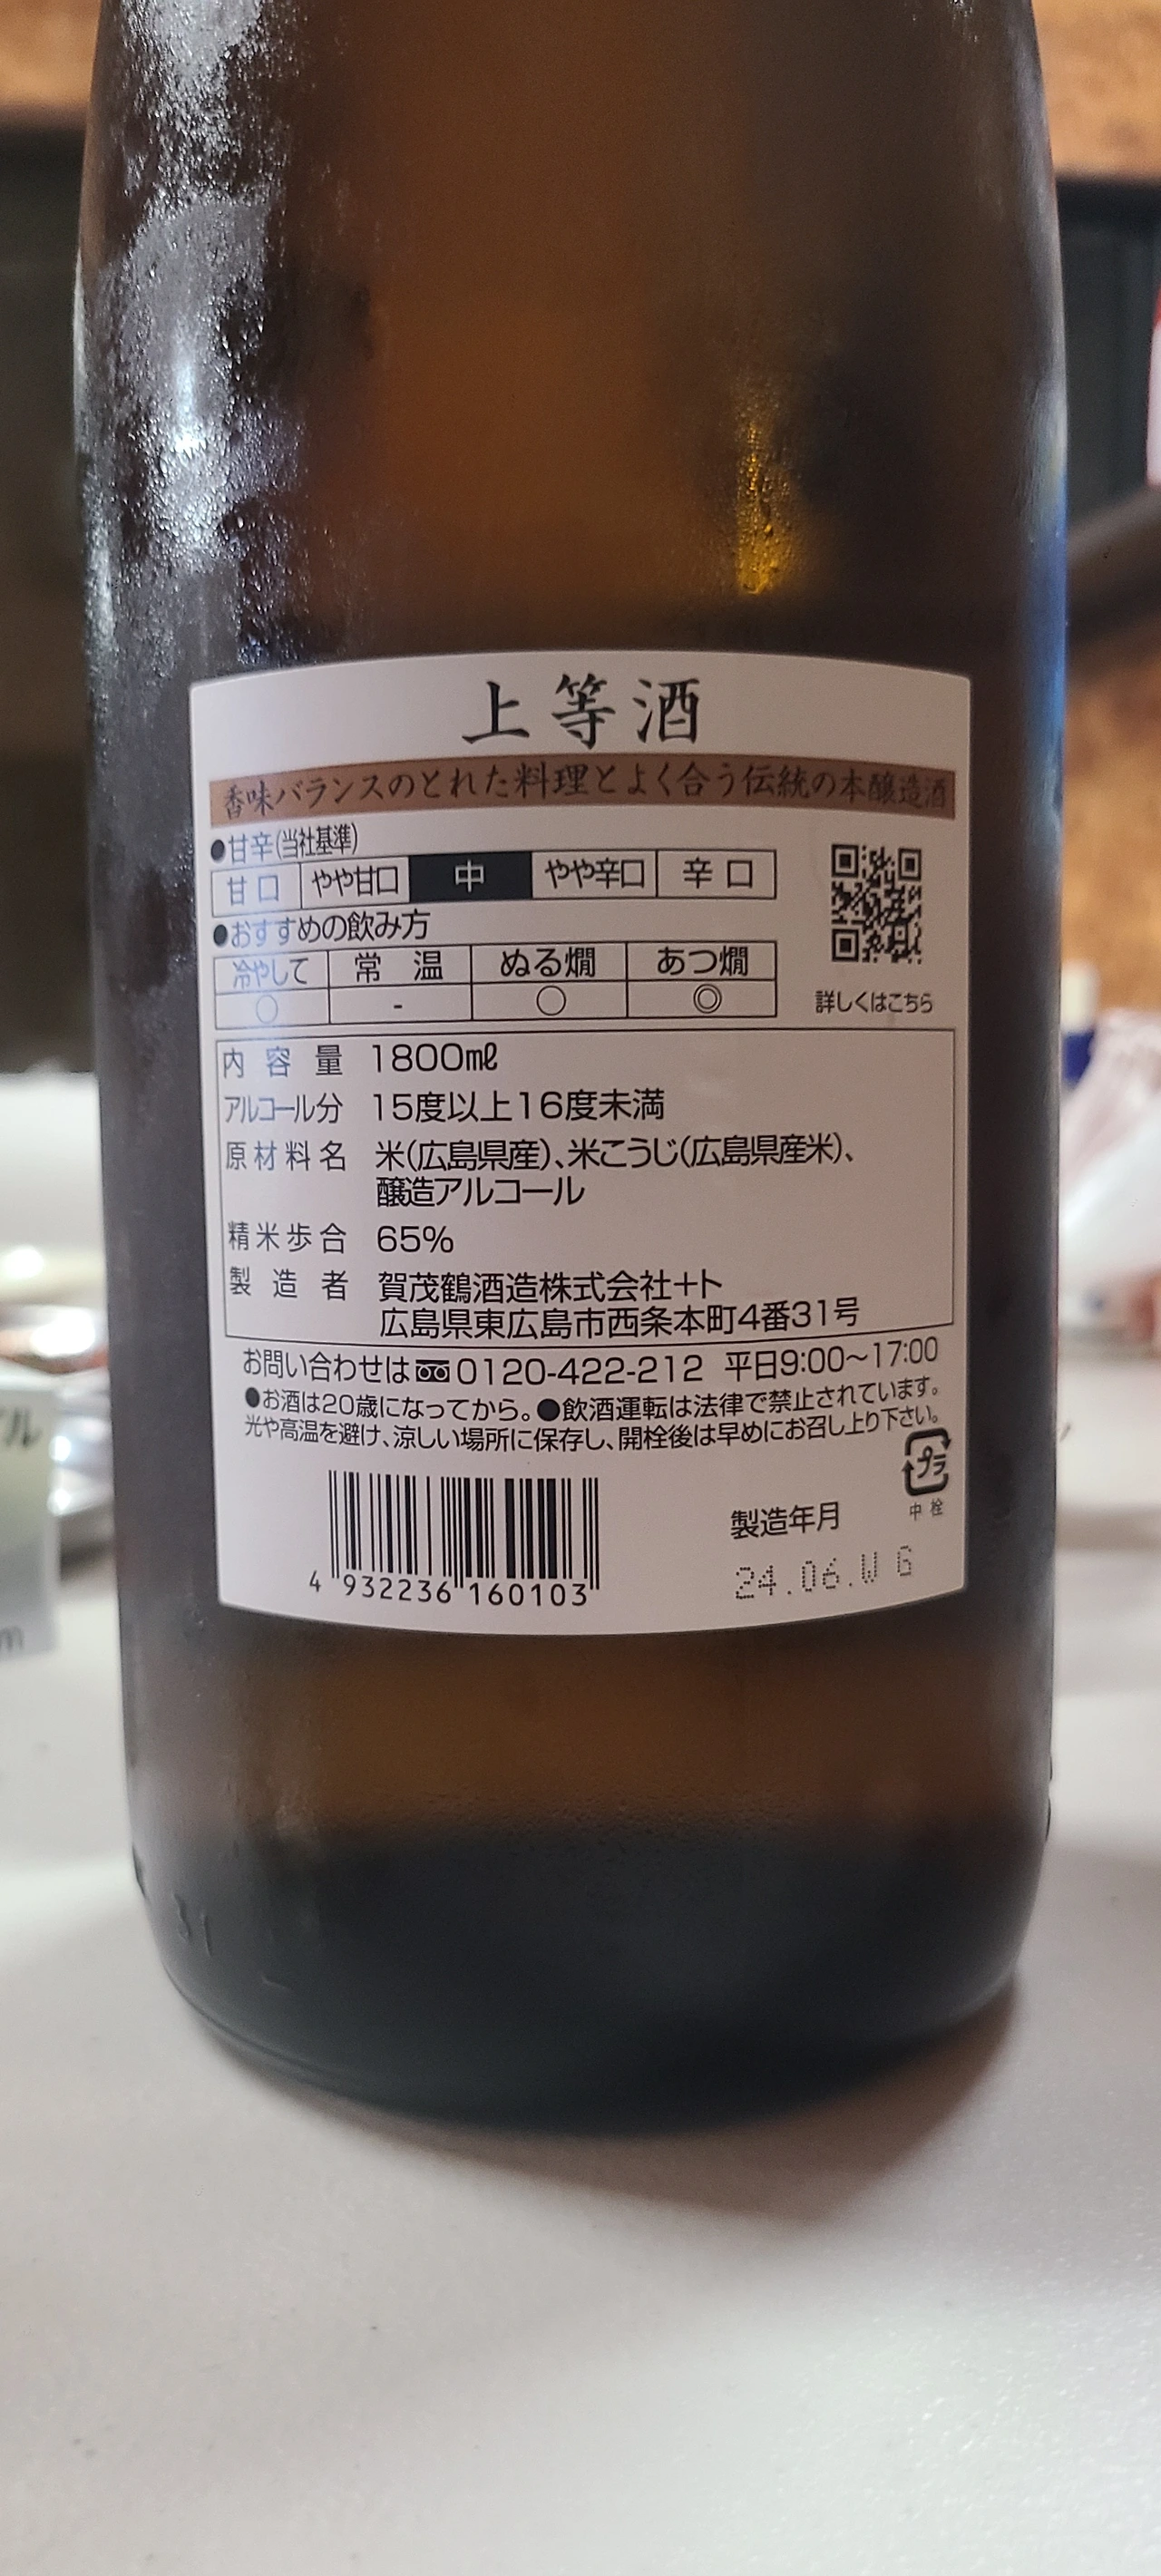 上等酒
香味バランスのとれた料理とよく合う伝統の本醸造酒
●甘辛(当社基準)
甘口 やや甘口 中 やや辛口 辛口
●おすすめの飲み方
冷やして 常温 ぬる燗 あつ燗
○ - ○ ◎
詳しくはこちら
内容量 1800㎖
アルコール分 15度以上16度未満
原材料名 米(広島県産)、米こうじ(広島県産米)、
醸造アルコール
精米歩合 65%
製造者 賀茂鶴酒造株式会社+ト
広島県東広島市西条本町4番31号
お問い合わせは 0120-422-212 平日9:00~17:00
●お酒は20歳になってから。●飲酒運転は法律で禁止されています。
光や高温を避け、涼しい場所に保存し、開栓後は早めにお召し上り下さい。
プラ
中栓
製造年月
24.06.W G
4 932236 160103
31
ル
m